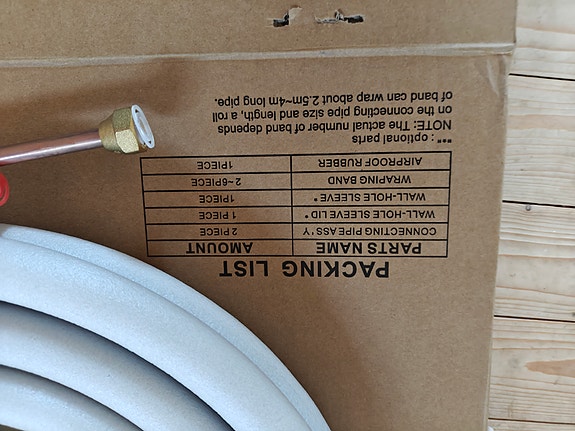 PACKING LIST
PARTS NAME AMOUNT
CONNECTING PIPE ASS'Y 2 PIECE
WALL-HOLE SLEEVE LID* 1 PIECE
WALL-HOLE SLEEVE* 1PIECE
WRAPING BAND 2~6PIECE
AIRPROOF RUBBER 1PIECE
"*": optional parts
NOTE: The actual number of band depends
on the connecting pipe size and length, a roll
of band can wrap about 2.5m~4m long pipe.